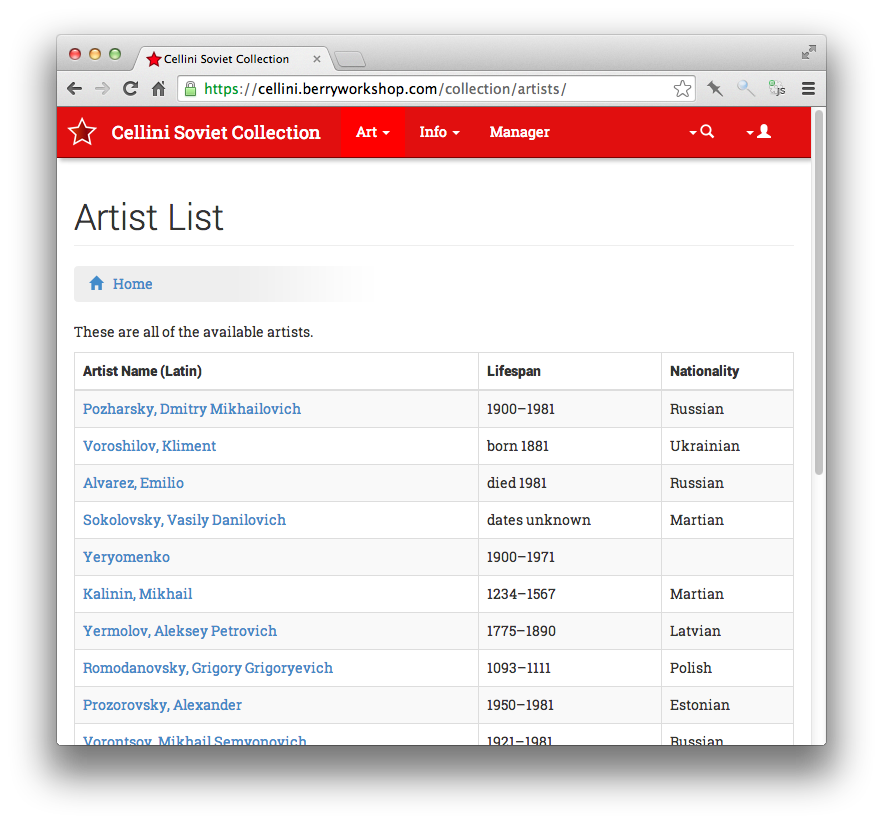 Cellini Soviet Collection
https://cellini.berryworkshop.com/collection/artists/
js
Cellini Soviet Collection Art Info Manager
Artist List
Home
These are all of the available artists.
Artist Name (Latin) Lifespan Nationality
Pozharsky, Dmitry Mikhailovich 1900–1981 Russian
Voroshilov, Kliment born 1881 Ukrainian
Alvarez, Emilio died 1981 Russian
Sokolovsky, Vasily Danilovich dates unknown Martian
Yeryomenko 1900–1971
Kalinin, Mikhail 1234–1567 Martian
Yermolov, Aleksey Petrovich 1775–1890 Latvian
Romodanovsky, Grigory Grigoryevich 1093–1111 Polish
Prozorovsky, Alexander 1950–1981 Estonian
Vorontsov, Mikhail Semyonovich 1921–1981 Russian